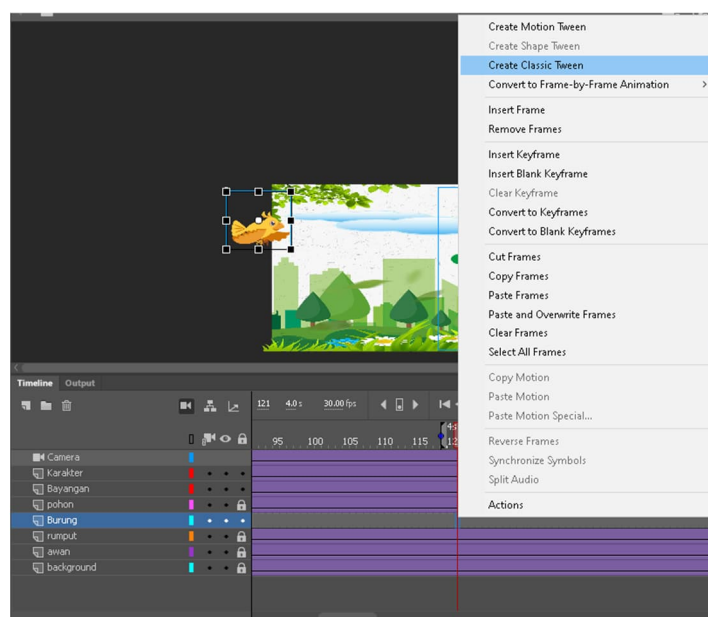 Create Motion Tween
Create Shape Tween
Create Classic Tween
Convert to Frame-by-Frame Animation
Insert Frame
Remove Frames
Insert Keyframe
Insert Blank Keyframe
Clear Keyframe
Convert to Keyframes
Convert to Blank Keyframes
Cut Frames
Copy Frames
Paste Frames
Paste and Overwrite Frames
Clear Frames
Select All Frames
Copy Motion
Paste Motion
Paste Motion Special...
Reverse Frames
Synchronize Symbols
Split Audio
Actions
Timeline Output
121 4.0 s 30.00 fps
95 100 105 110 115
Camera
Karakter
Bayangan
pohon
Burung
rumput
awan
background